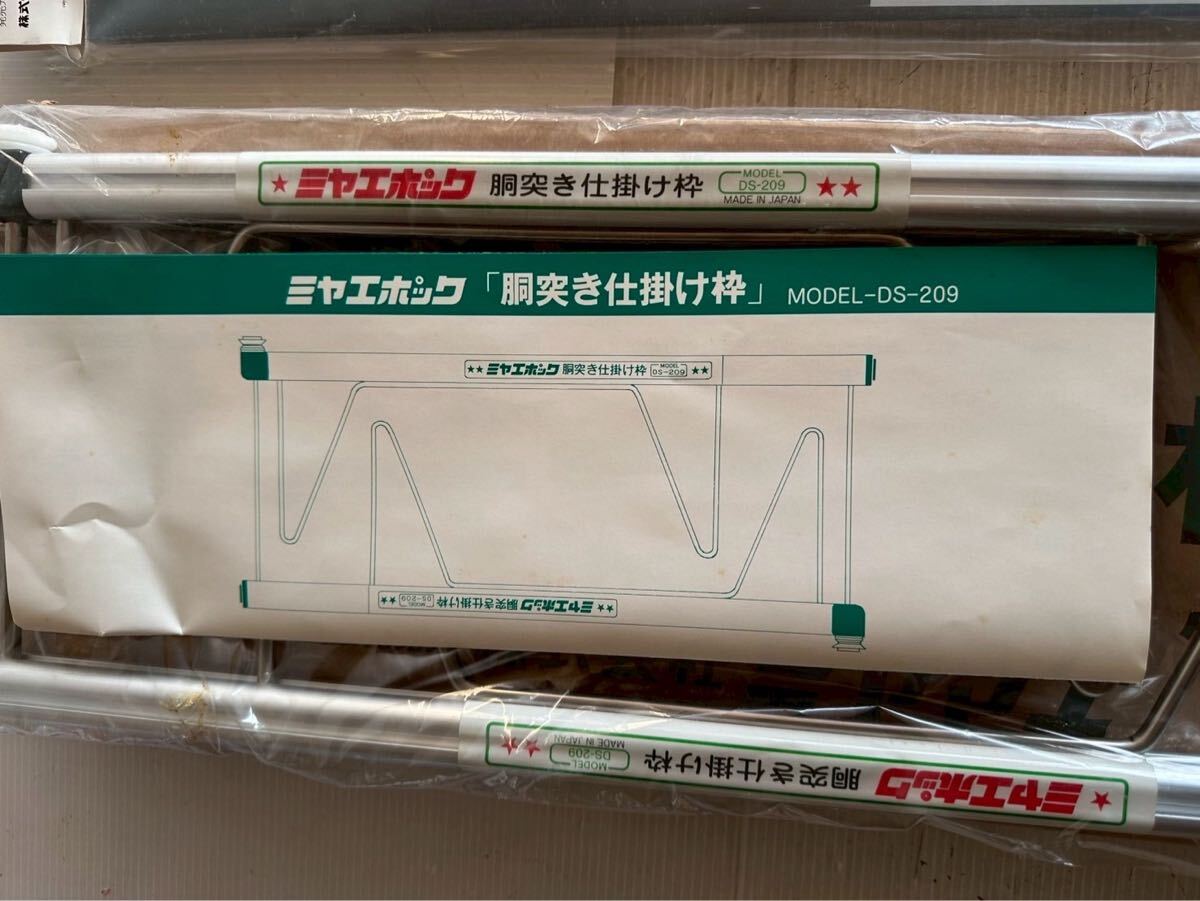 発売元
株式
★ ミヤエポック 胴突き仕掛け枠 MODEL DS-209 MADE IN JAPAN ★★
ミヤエポック「胴突き仕掛け枠」 MODEL-DS-209
★★ ミヤエポック 胴突き仕掛け枠 MODEL DS-209 ★★
★★ ミヤエポック 胴突き仕掛け枠 MODEL DS-209 ★★
★ ミヤエポック 胴突き仕掛け枠 MODEL DS-209 MADE IN JAPAN ★★